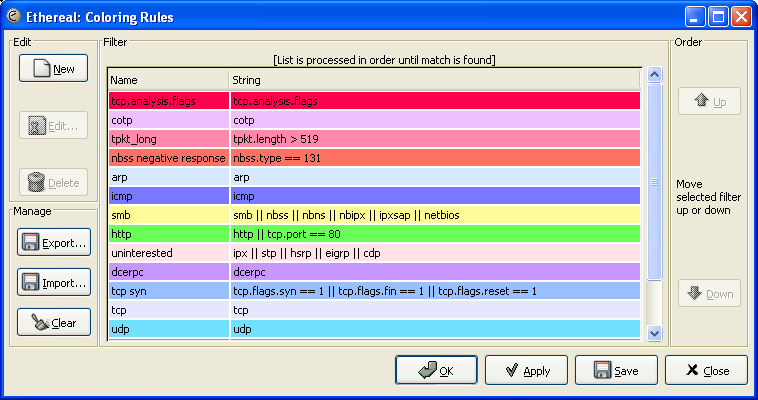 Ethereal: Coloring Rules
Edit
New
Edit...
Delete
Manage
Export...
Import...
Clear
Filter
[List is processed in order until match is found]
Name String
tcp.analysis.flags tcp.analysis.flags
cotp cotp
tpkt_long tpkt.length > 519
nbss negative response nbss.type == 131
arp arp
icmp icmp
smb smb || nbss || nbns || nbipx || ipxsap || netbios
http http || tcp.port == 80
uninterested ipx || stp || hsrp || eigrp || cdp
dcerpc dcerpc
tcp syn tcp.flags.syn == 1 || tcp.flags.fin == 1 || tcp.flags.reset == 1
tcp tcp
udp udp
Order
Up
Move
selected filter
up or down
Down
OK Apply Save Close